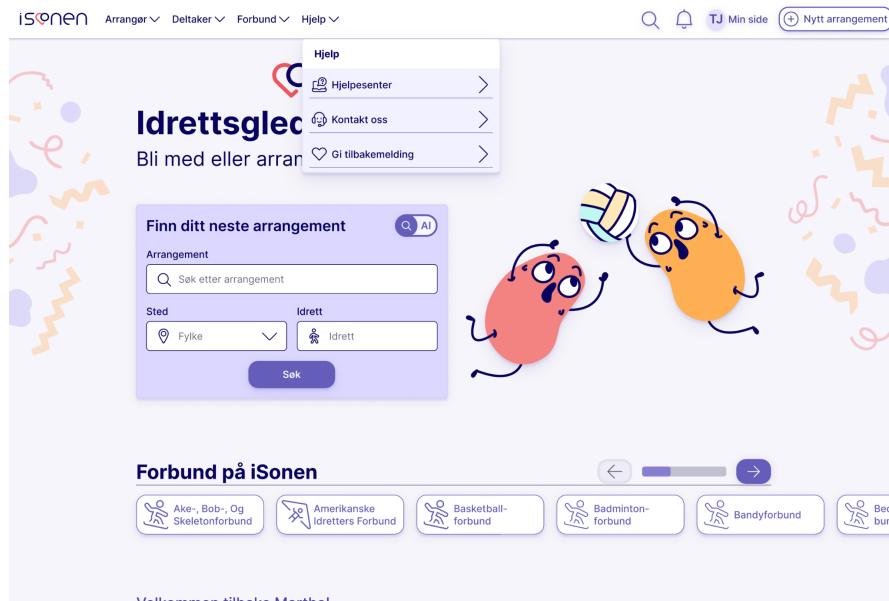 isonen
Arrangør
Deltaker
Forbund
Hjelp
TJ
Min side
Nytt arrangement
Hjelp
Hjelpesenter
Kontakt oss
Gi tilbakemelding
Idrettsgled
Bli med eller arran
Finn ditt neste arrangement
AI
Arrangement
Søk etter arrangement
Sted
Idrett
Fylke
Idrett
Søk
Forbund på iSonen
Ake-, Bob-, Og
Skeletonforbund
Amerikanske
Idretters Forbund
Basketball-
forbund
Badminton-
forbund
Bandyforbund